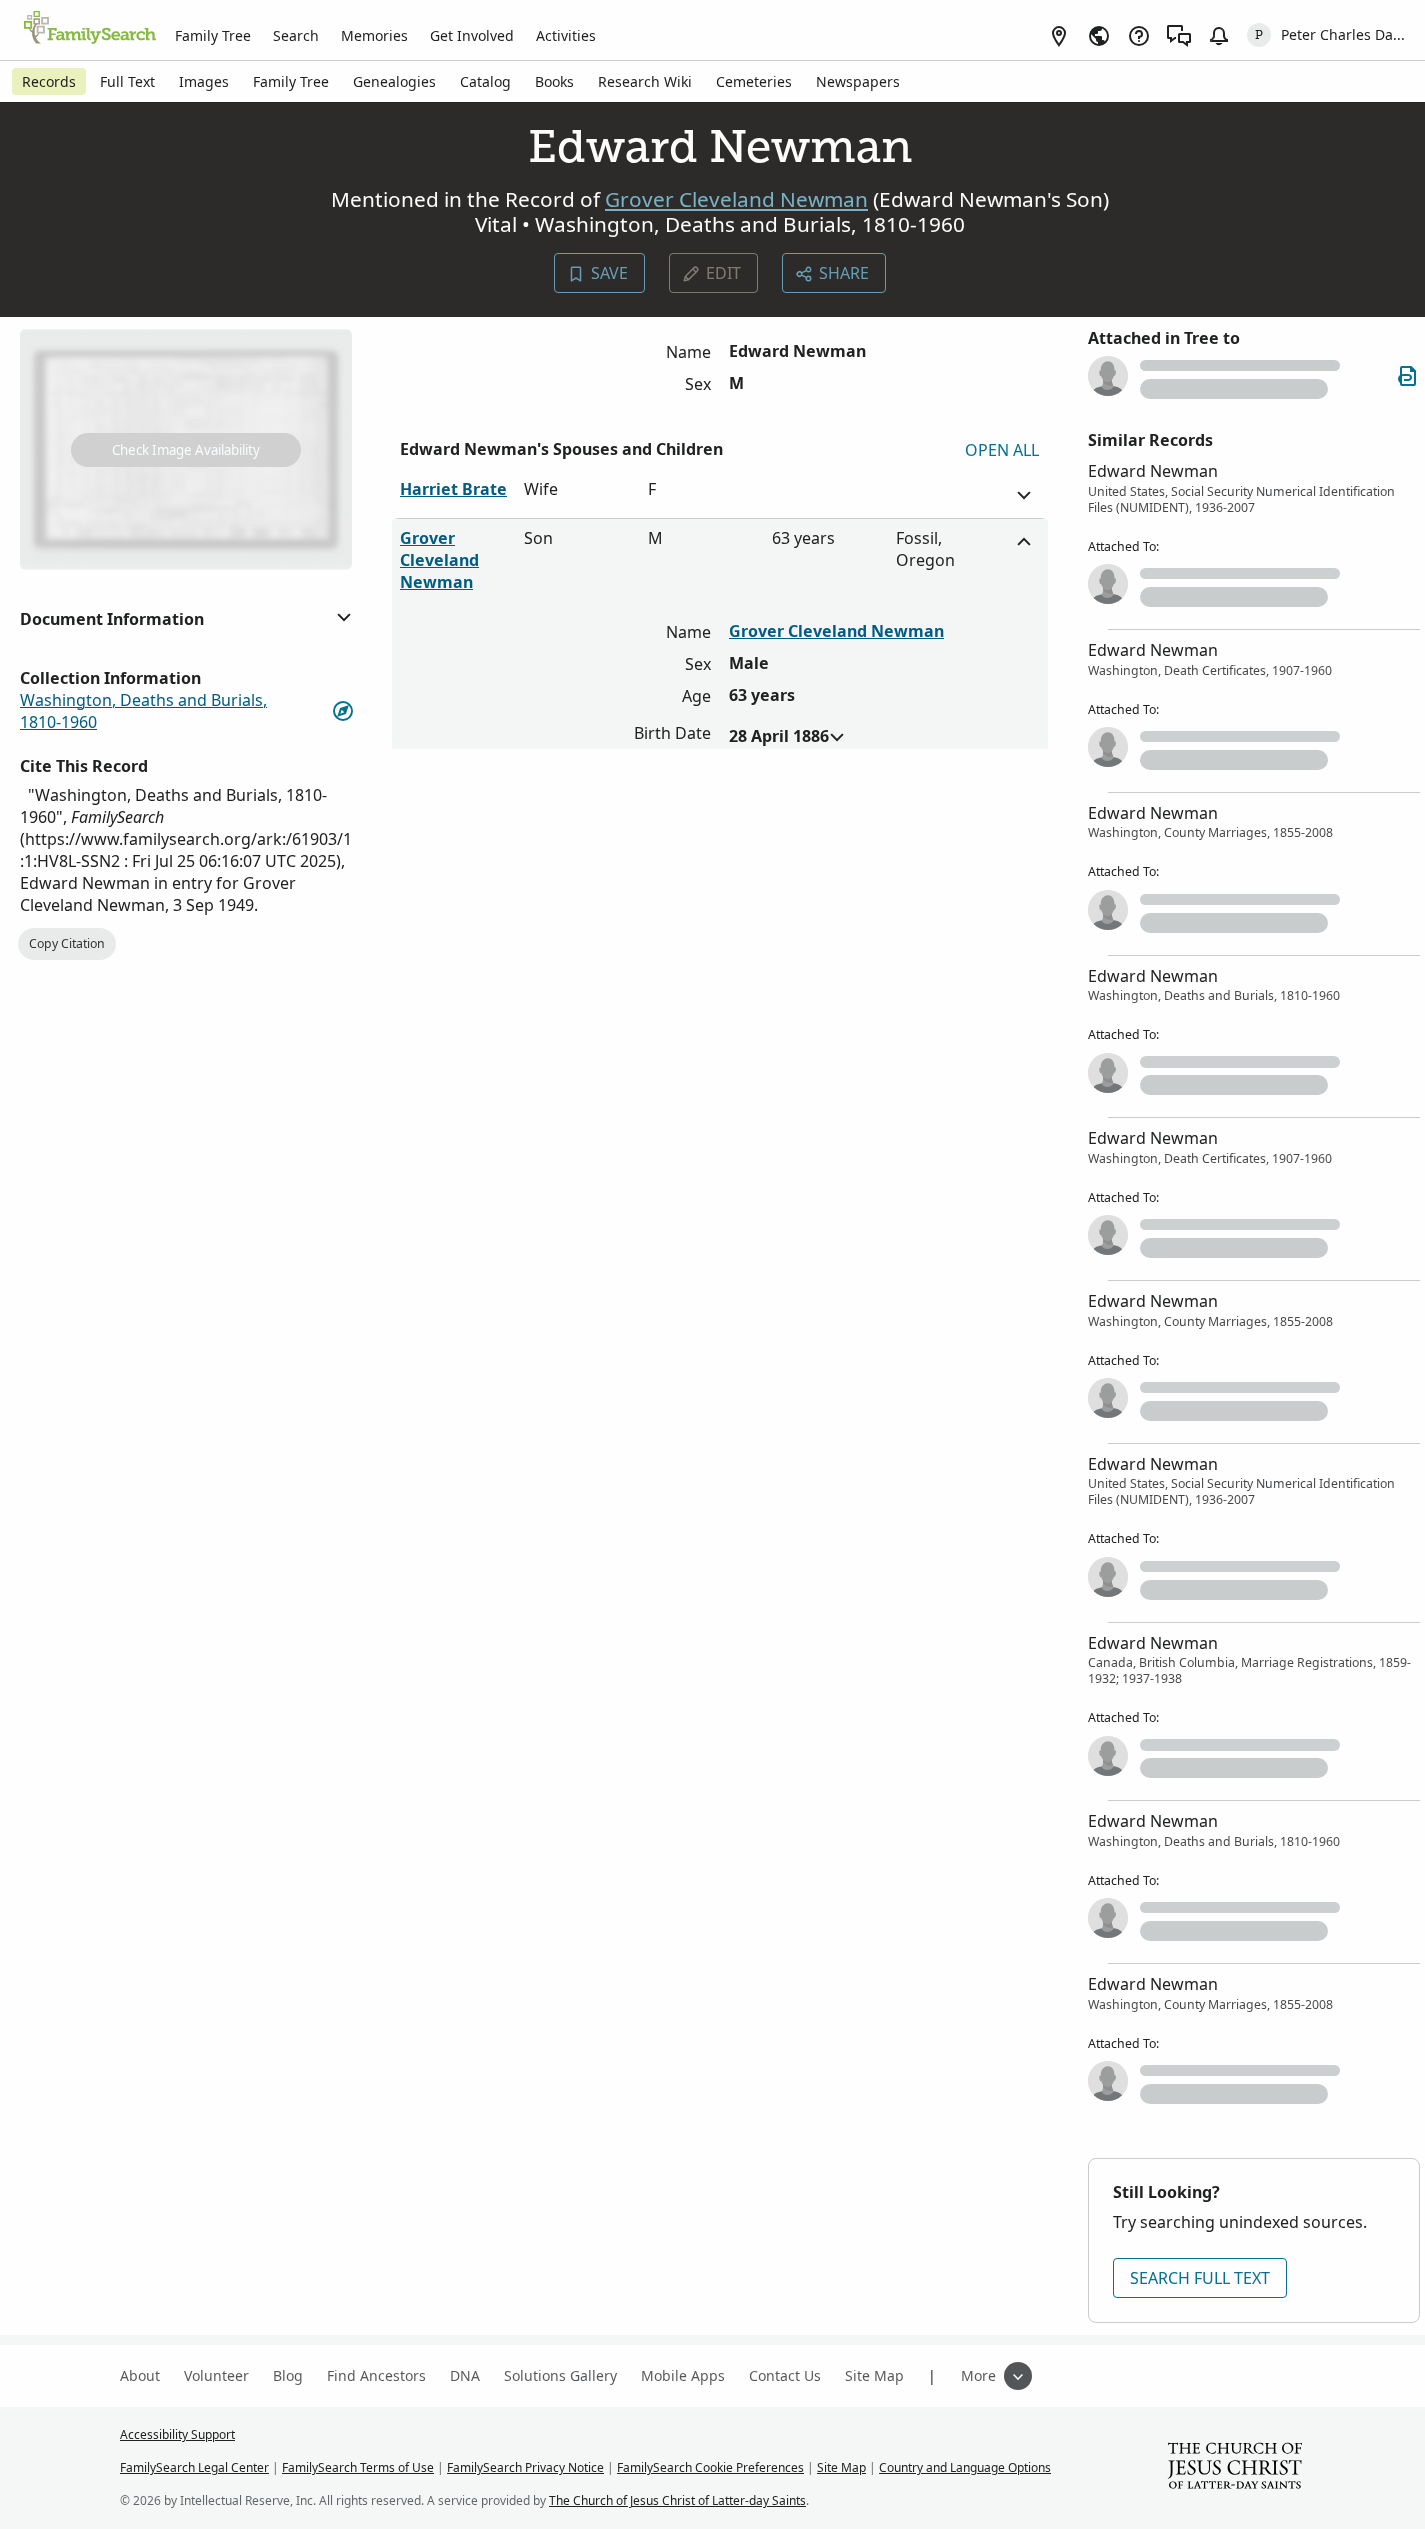 FamilySearch
Family Tree Search Memories Get Involved Activities
P Peter Charles Da...
Records Full Text Images Family Tree Genealogies Catalog Books Research Wiki Cemeteries Newspapers
Edward Newman
Mentioned in the Record of Grover Cleveland Newman (Edward Newman's Son)
Vital • Washington, Deaths and Burials, 1810-1960
SAVE EDIT SHARE
Check Image Availability
Document Information
Collection Information
Washington, Deaths and Burials,
1810-1960
Cite This Record
"Washington, Deaths and Burials, 1810-
1960", FamilySearch
(https://www.familysearch.org/ark:/61903/1
:1:HV8L-SSN2 : Fri Jul 25 06:16:07 UTC 2025),
Edward Newman in entry for Grover
Cleveland Newman, 3 Sep 1949.
Copy Citation
Name Edward Newman
Sex M
Edward Newman's Spouses and Children OPEN ALL
Harriet Brate Wife F
Grover Son M 63 years Fossil,
Cleveland Oregon
Newman
Name Grover Cleveland Newman
Sex Male
Age 63 years
Birth Date 28 April 1886
Attached in Tree to
Similar Records
Edward Newman
United States, Social Security Numerical Identification
Files (NUMIDENT), 1936-2007
Attached To:
Edward Newman
Washington, Death Certificates, 1907-1960
Attached To:
Edward Newman
Washington, County Marriages, 1855-2008
Attached To:
Edward Newman
Washington, Deaths and Burials, 1810-1960
Attached To:
Edward Newman
Washington, Death Certificates, 1907-1960
Attached To:
Edward Newman
Washington, County Marriages, 1855-2008
Attached To:
Edward Newman
United States, Social Security Numerical Identification
Files (NUMIDENT), 1936-2007
Attached To:
Edward Newman
Canada, British Columbia, Marriage Registrations, 1859-
1932; 1937-1938
Attached To:
Edward Newman
Washington, Deaths and Burials, 1810-1960
Attached To:
Edward Newman
Washington, County Marriages, 1855-2008
Attached To:
Still Looking?
Try searching unindexed sources.
SEARCH FULL TEXT
About Volunteer Blog Find Ancestors DNA Solutions Gallery Mobile Apps Contact Us Site Map | More
Accessibility Support
FamilySearch Legal Center | FamilySearch Terms of Use | FamilySearch Privacy Notice | FamilySearch Cookie Preferences | Site Map | Country and Language Options
© 2026 by Intellectual Reserve, Inc. All rights reserved. A service provided by The Church of Jesus Christ of Latter-day Saints.
THE CHURCH OF
JESUS CHRIST
OF LATTER-DAY SAINTS